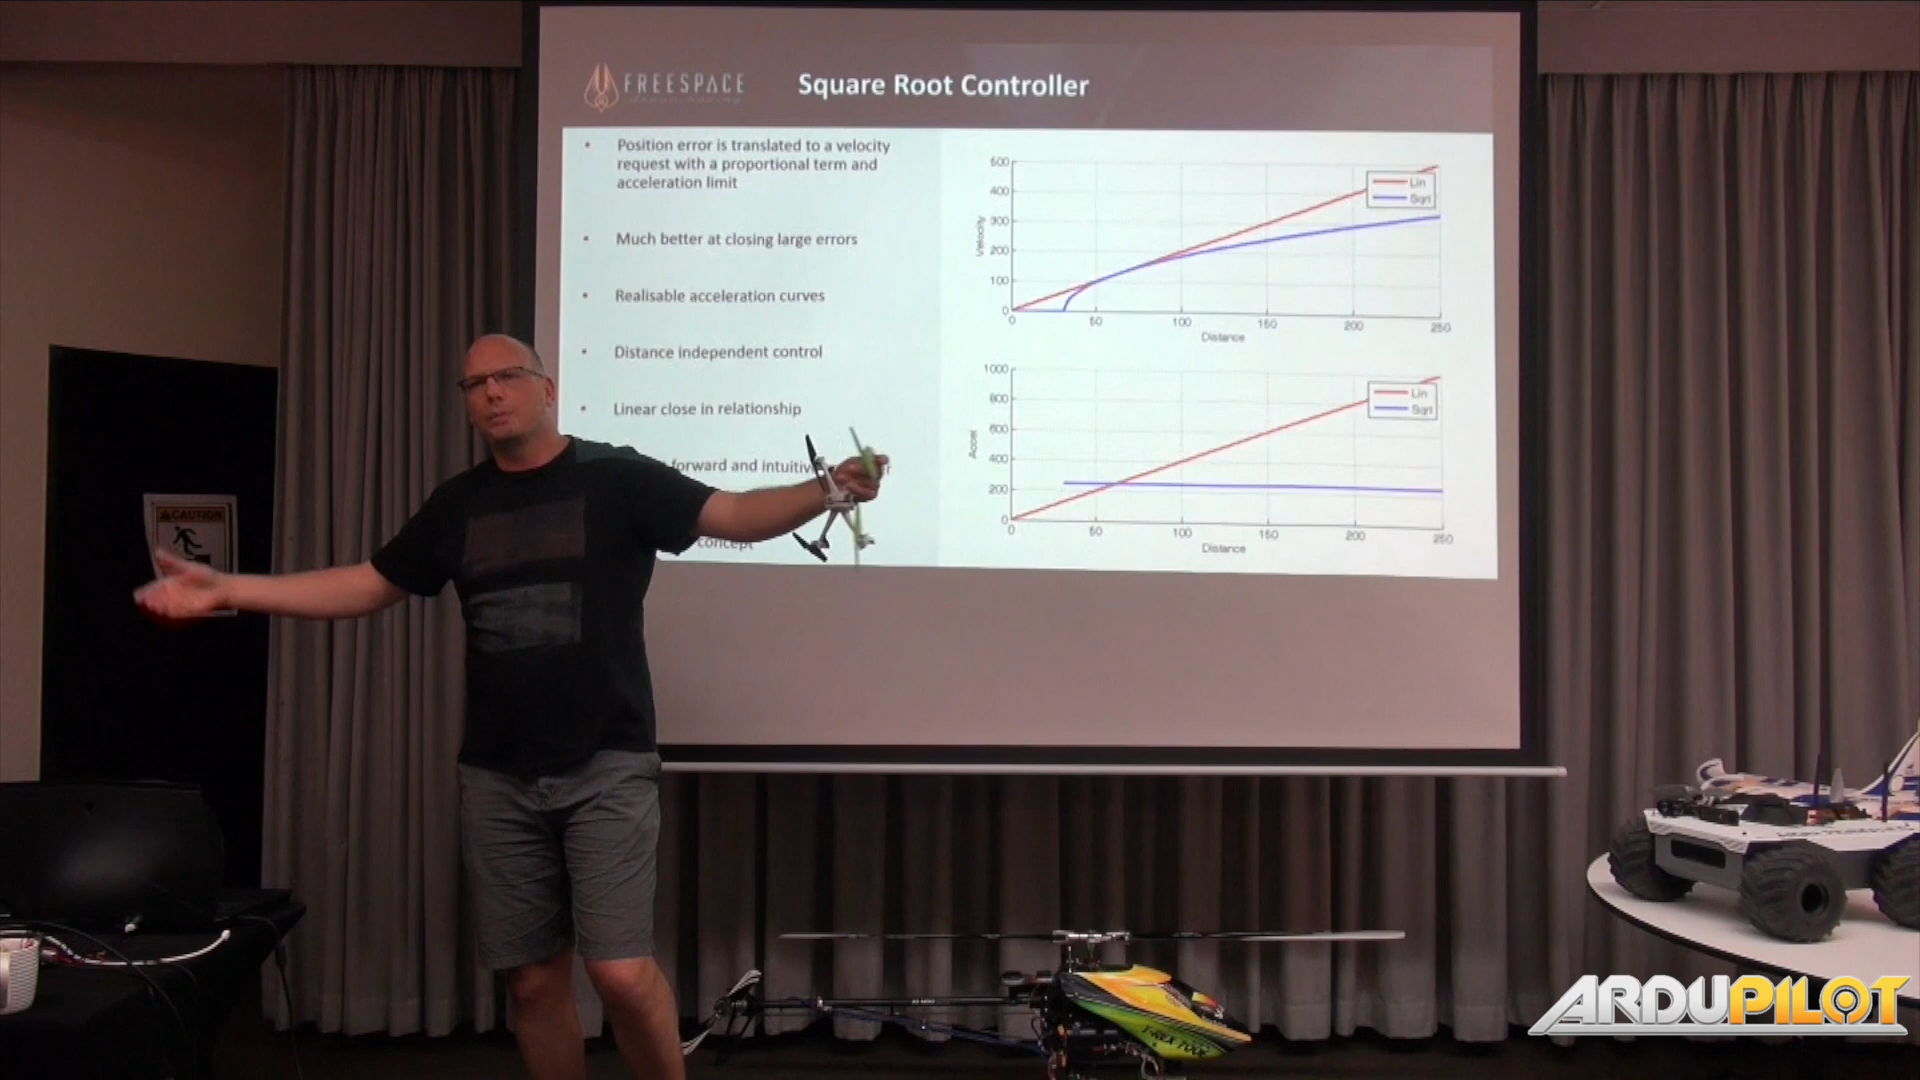 FREESPACE
Square Root Controller
Position error is translated to a velocity
request with a proportional term and
acceleration limit
Much better at closing large errors
Realisable acceleration curves
Distance independent control
Linear close in relationship
forward and intuitive
concept
Velocity
500
400
300
200
100
0
0
50
100
150
200
250
Distance
Lin
Sqrt
Accel
1000
800
600
400
200
0
0
50
100
150
200
250
Distance
Lin
Sqrt
CAUTION
T-REX 700E
ARDUPILOT